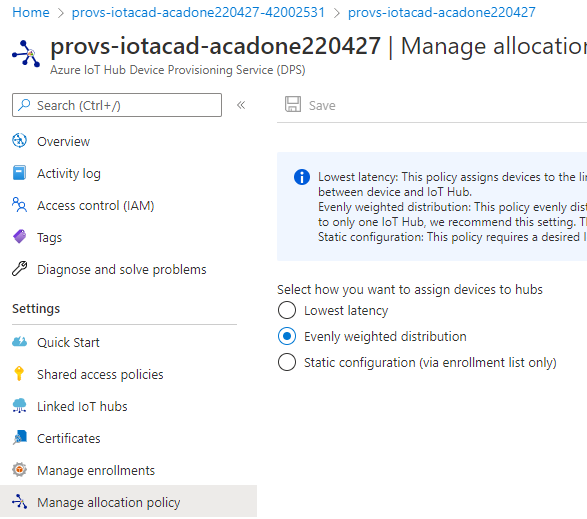 Home > provs-iotacad-acadone220427-42002531 > provs-iotacad-acadone220427
provs-iotacad-acadone220427 | Manage allocation
Azure IoT Hub Device Provisioning Service (DPS)
Search (Ctrl+/)
«
Save
Overview
Activity log
Access control (IAM)
Tags
Diagnose and solve problems
Settings
Quick Start
Shared access policies
Linked IoT hubs
Certificates
Manage enrollments
Manage allocation policy
Lowest latency: This policy assigns devices to the
between device and IoT Hub.
Evenly weighted distribution: This policy evenly
to only one IoT Hub, we recommend this setting.
Static configuration: This policy requires a desired
Select how you want to assign devices to hubs
Lowest latency
Evenly weighted distribution
Static configuration (via enrollment list only)